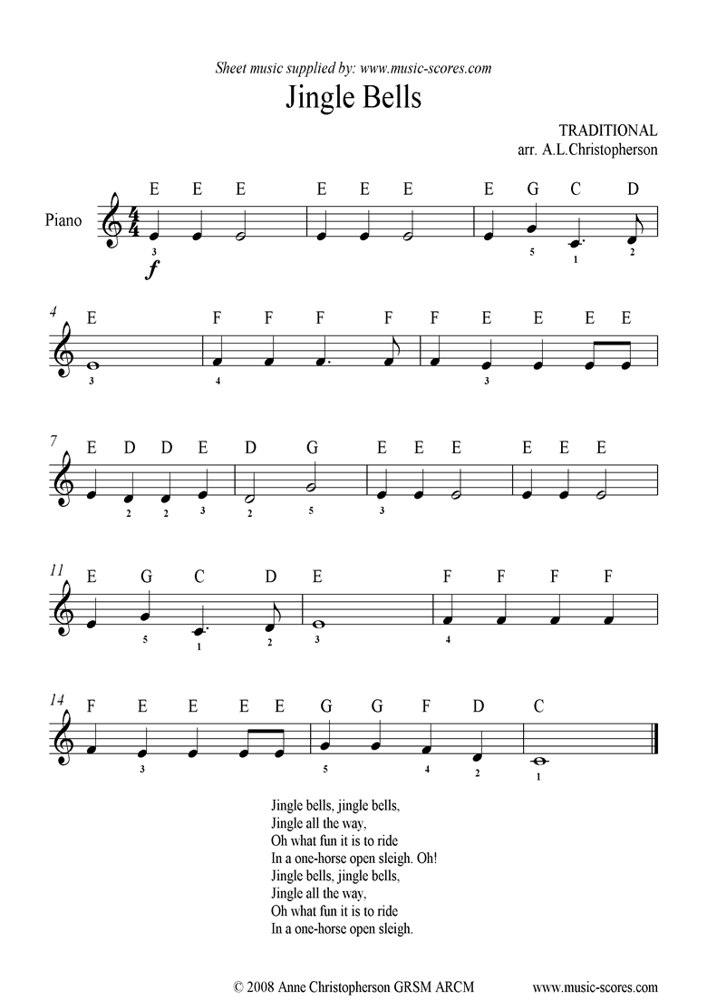 Sheet music supplied by: www.music-scores.com
Jingle Bells
TRADITIONAL
arr. A.L.Christopherson
E E E E E E E G C D
Piano
4
4
3 5 1 2
f
4
E F F F F F E E E E
3 4 3
7
E D D E D G E E E E E E
2 2 3 2 5 3
11
E G C D E F F F F
5 1 2 3 4
14
F E E E E G G F D C
3 5 4 2 1
Jingle bells, jingle bells,
Jingle all the way,
Oh what fun it is to ride
In a one-horse open sleigh. Oh!
Jingle bells, jingle bells,
Jingle all the way,
Oh what fun it is to ride
In a one-horse open sleigh.
© 2008 Anne Christopherson GRSM ARCM www.music-scores.com